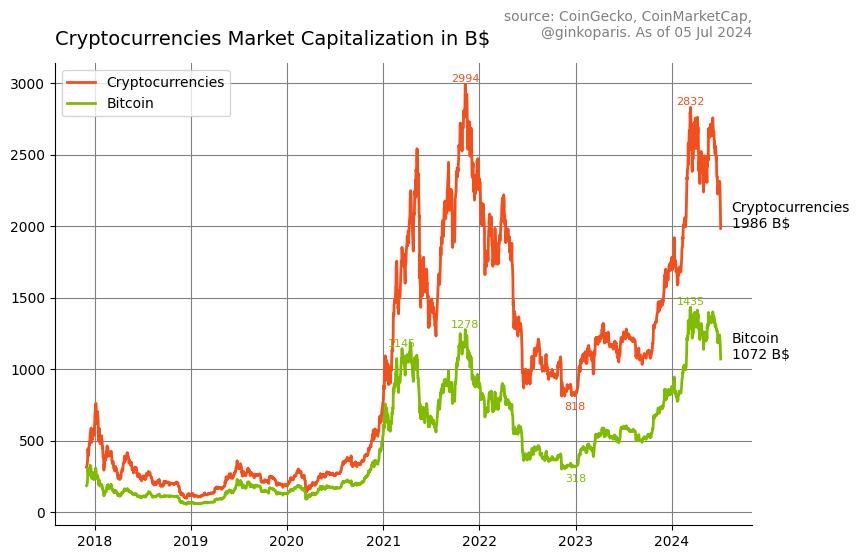 source: CoinGecko, CoinMarketCap,
@ginkoparis. As of 05 Jul 2024
Cryptocurrencies Market Capitalization in B$
Cryptocurrencies
Bitcoin
3000
2500
2000
1500
1000
500
0
2994
2832
1145
1278
1435
818
318
Cryptocurrencies
1986 B$
Bitcoin
1072 B$
2018
2019
2020
2021
2022
2023
2024